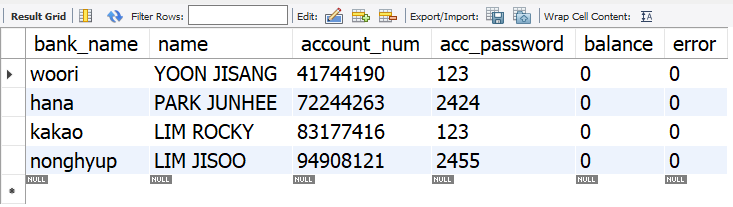 Result Grid Filter Rows: Edit: Export/Import: Wrap Cell Content: IA
bank_name name account_num acc_password balance error
woori YOON JISANG 41744190 123 0 0
hana PARK JUNHEE 72244263 2424 0 0
kakao LIM ROCKY 83177416 123 0 0
nonghyup LIM JISOO 94908121 2455 0 0
NULL NULL NULL NULL NULL NULL